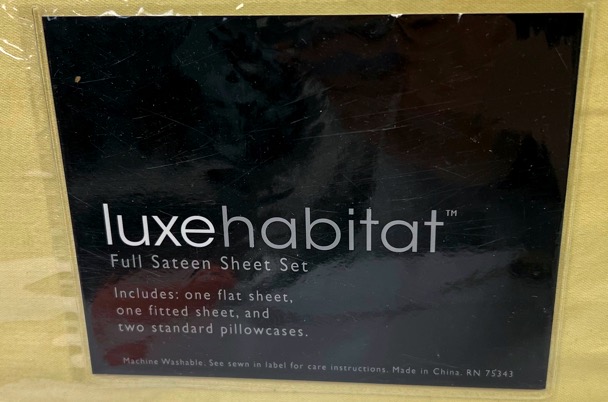 luxehabitat™
Full Sateen Sheet Set
Includes: one flat sheet,
one fitted sheet, and
two standard pillowcases.
Machine Washable. See sewn in label for care instructions. Made in China. RN 75343